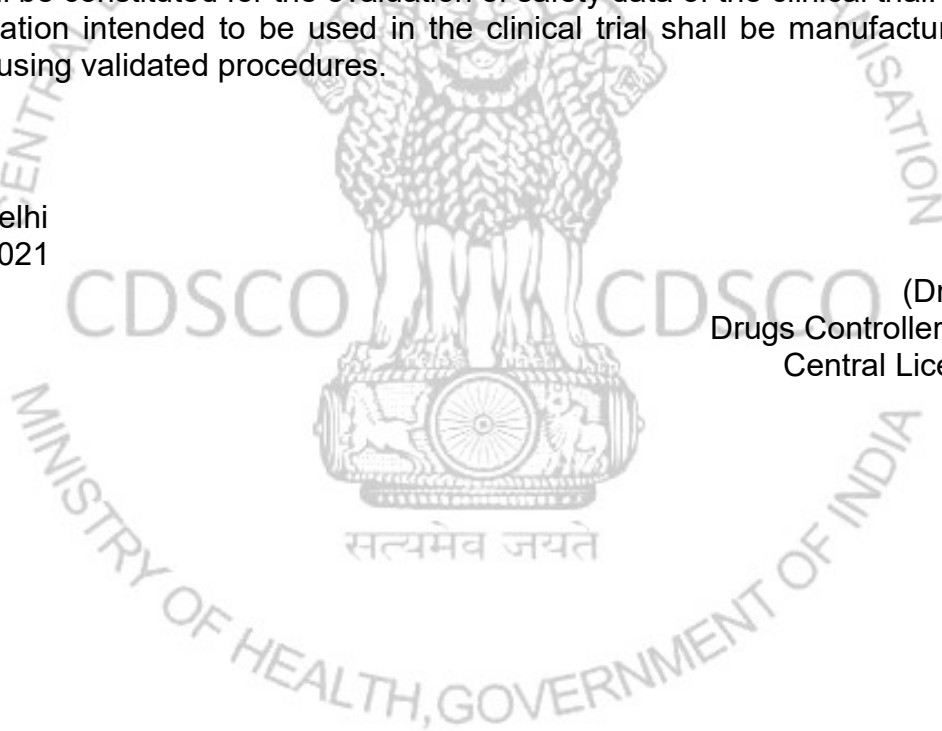 be constituted for the evaluation of safety data of the clinical trial.
ation intended to be used in the clinical trial shall be manufactur
using validated procedures.
elhi
021
(Dr
Drugs Controller
Central Lice
CENTRAL
ISATION
CDSCO
CDSCO
सत्यमेव जयते
MINISTRY OF HEALTH, GOVERNMENT OF INDIA